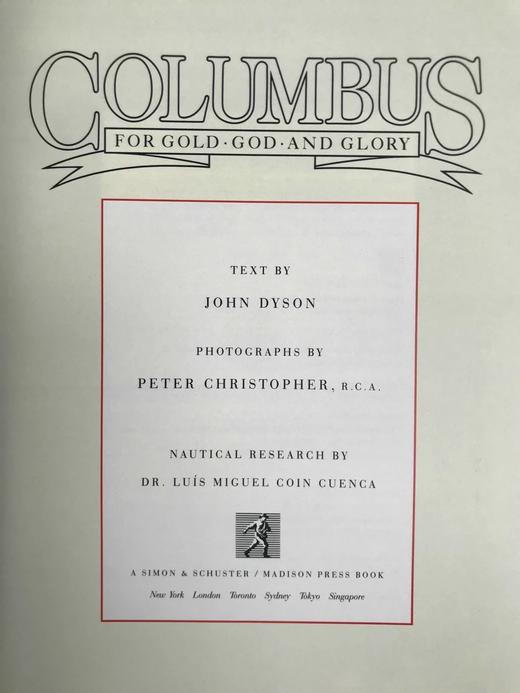 COLUMBUS
FOR GOLD · GOD · AND GLORY
TEXT BY
JOHN DYSON
PHOTOGRAPHS BY
PETER CHRISTOPHER, R.C.A.
NAUTICAL RESEARCH BY
DR. LUÍS MIGUEL COIN CUENCA
A SIMON & SCHUSTER / MADISON PRESS BOOK
New York London Toronto Sydney Tokyo Singapore